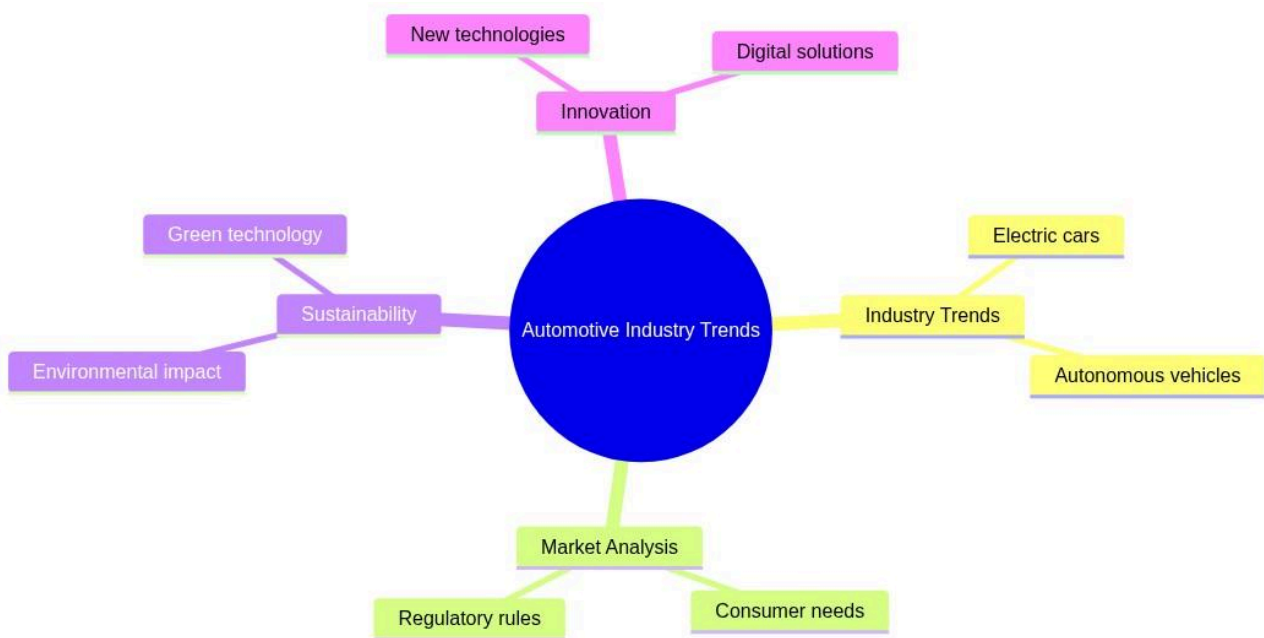 New technologies
Digital solutions
Innovation
Green technology
Electric cars
Sustainability
Automotive Industry Trends
Industry Trends
Environmental impact
Autonomous vehicles
Market Analysis
Regulatory rules
Consumer needs